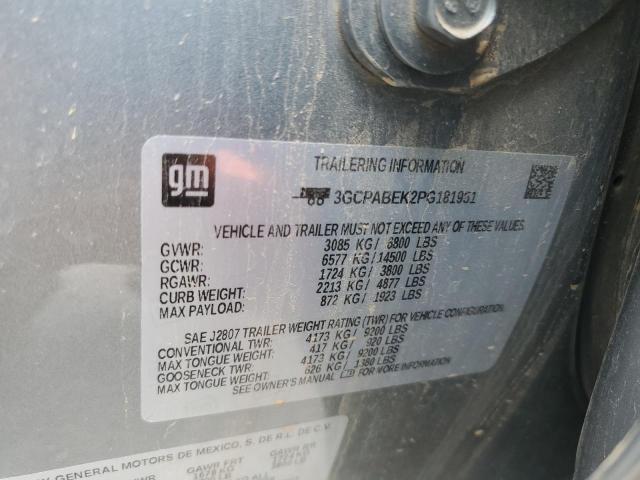 gm
TRAILERING INFORMATION
3GCPABEK2PG181951
VEHICLE AND TRAILER MUST NOT EXCEED ANY OF THESE VALUES
GVWR: 3085 KG/ 6800 LBS
GCWR: 6577 KG/14500 LBS
RGAWR: 1724 KG/ 3800 LBS
CURB WEIGHT: 2213 KG/ 4877 LBS
MAX PAYLOAD: 872 KG/ 1923 LBS
SAE J2807 TRAILER WEIGHT RATING (TWR) FOR VEHICLE CONFIGURATION
CONVENTIONAL TWR: 4173 KG/ 9200 LBS
MAX TONGUE WEIGHT: 417 KG/ 920 LBS
GOOSENECK TWR: 4173 KG/ 9200 LBS
MAX TONGUE WEIGHT: 626 KG/ 1380 LBS
SEE OWNER'S MANUAL FOR MORE INFORMATION
GENERAL MOTORS DE MEXICO, S. DE R.L. DE C.V.
GAWR FRT GAWR RR